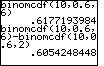 binomcdf(10,0.6,
6)
.6177193984
binomcdf(10,0.6,
6)-binomcdf(10,0
.6,2)
.6054248448